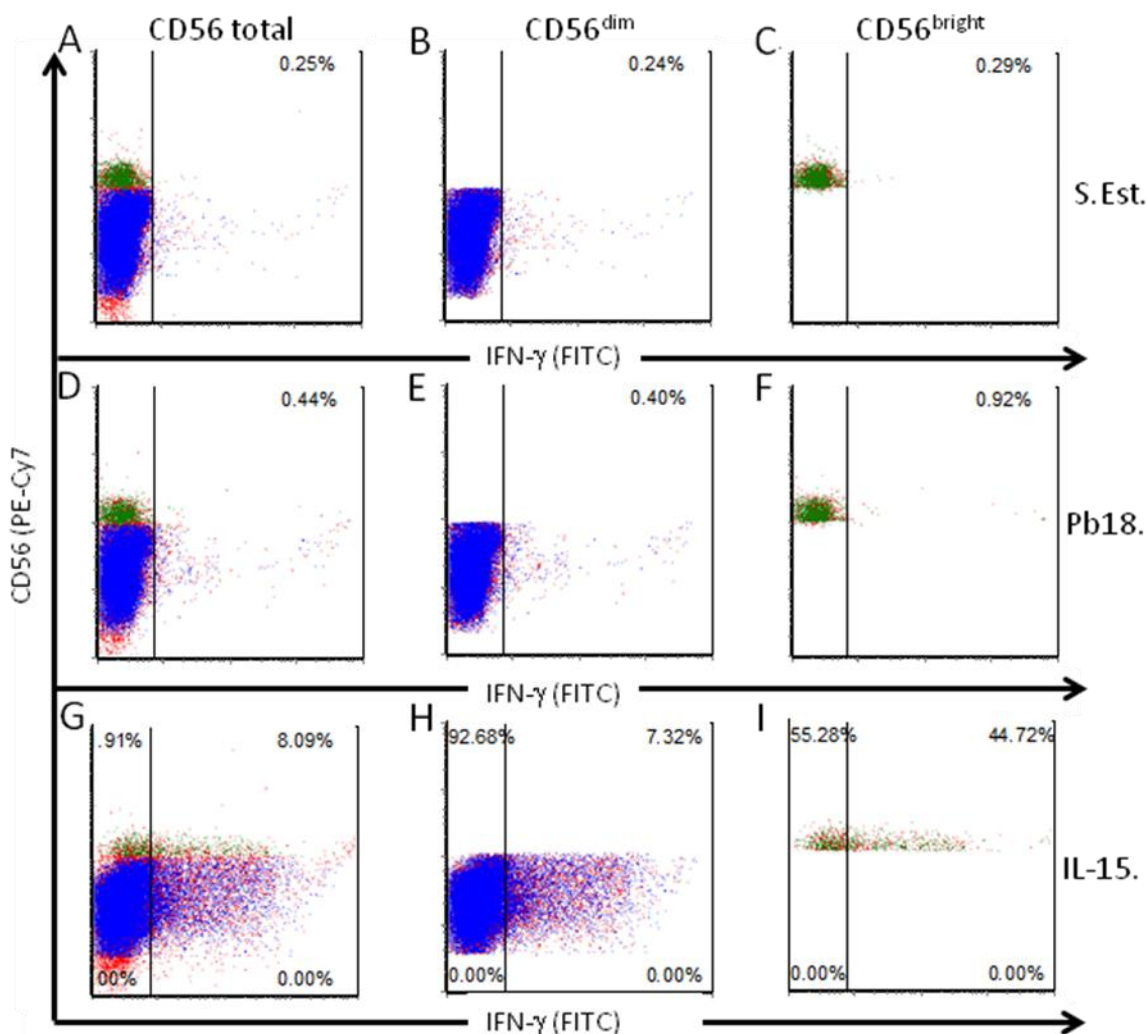 A CD56 total
B CD56dim
C CD56bright
0.25%
0.24%
0.29%
S.Est.
IFN-γ (FITC)
D
E
F
0.44%
0.40%
0.92%
Pb18.
CD56 (PE-Cy7
IFN-γ (FITC)
G
H
I
.91% 8.09%
92.68% 7.32%
55.28% 44.72%
IL-15.
00% 0.00%
0.00% 0.00%
0.00% 0.00%
IFN-γ (FITC)